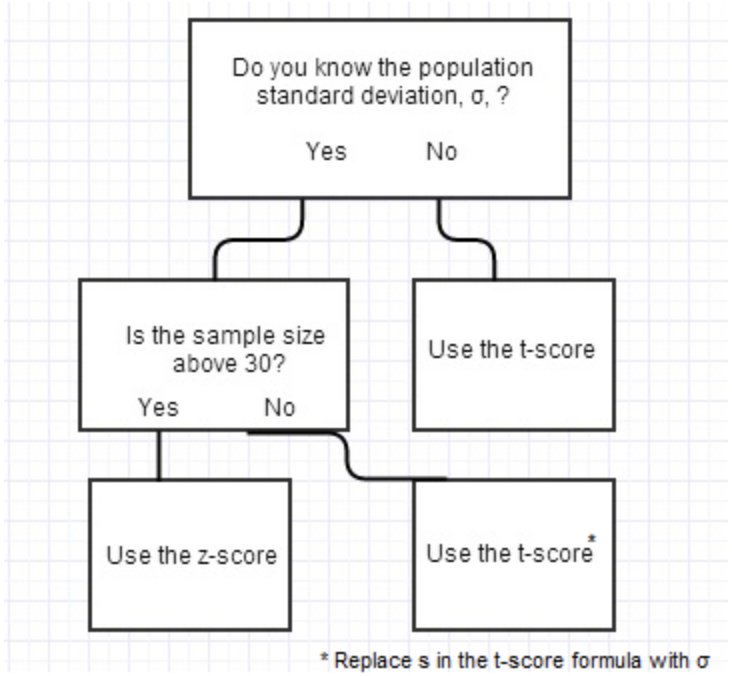 Do you know the population
standard deviation, σ, ?
Yes No
Is the sample size
above 30?
Yes No
Use the t-score
Use the z-score
Use the t-score*
* Replace s in the t-score formula with σ